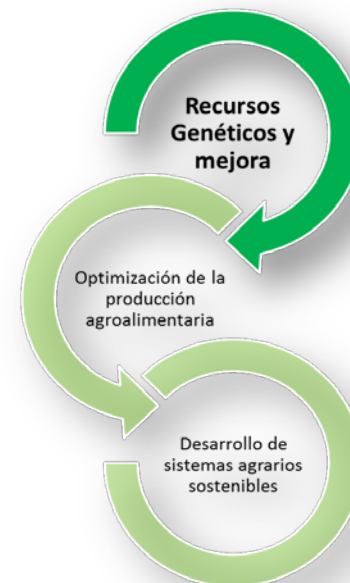 Recursos
Genéticos y
mejora
Optimización de la
producción
agroalimentaria
Desarrollo de
sistemas agrarios
sostenibles